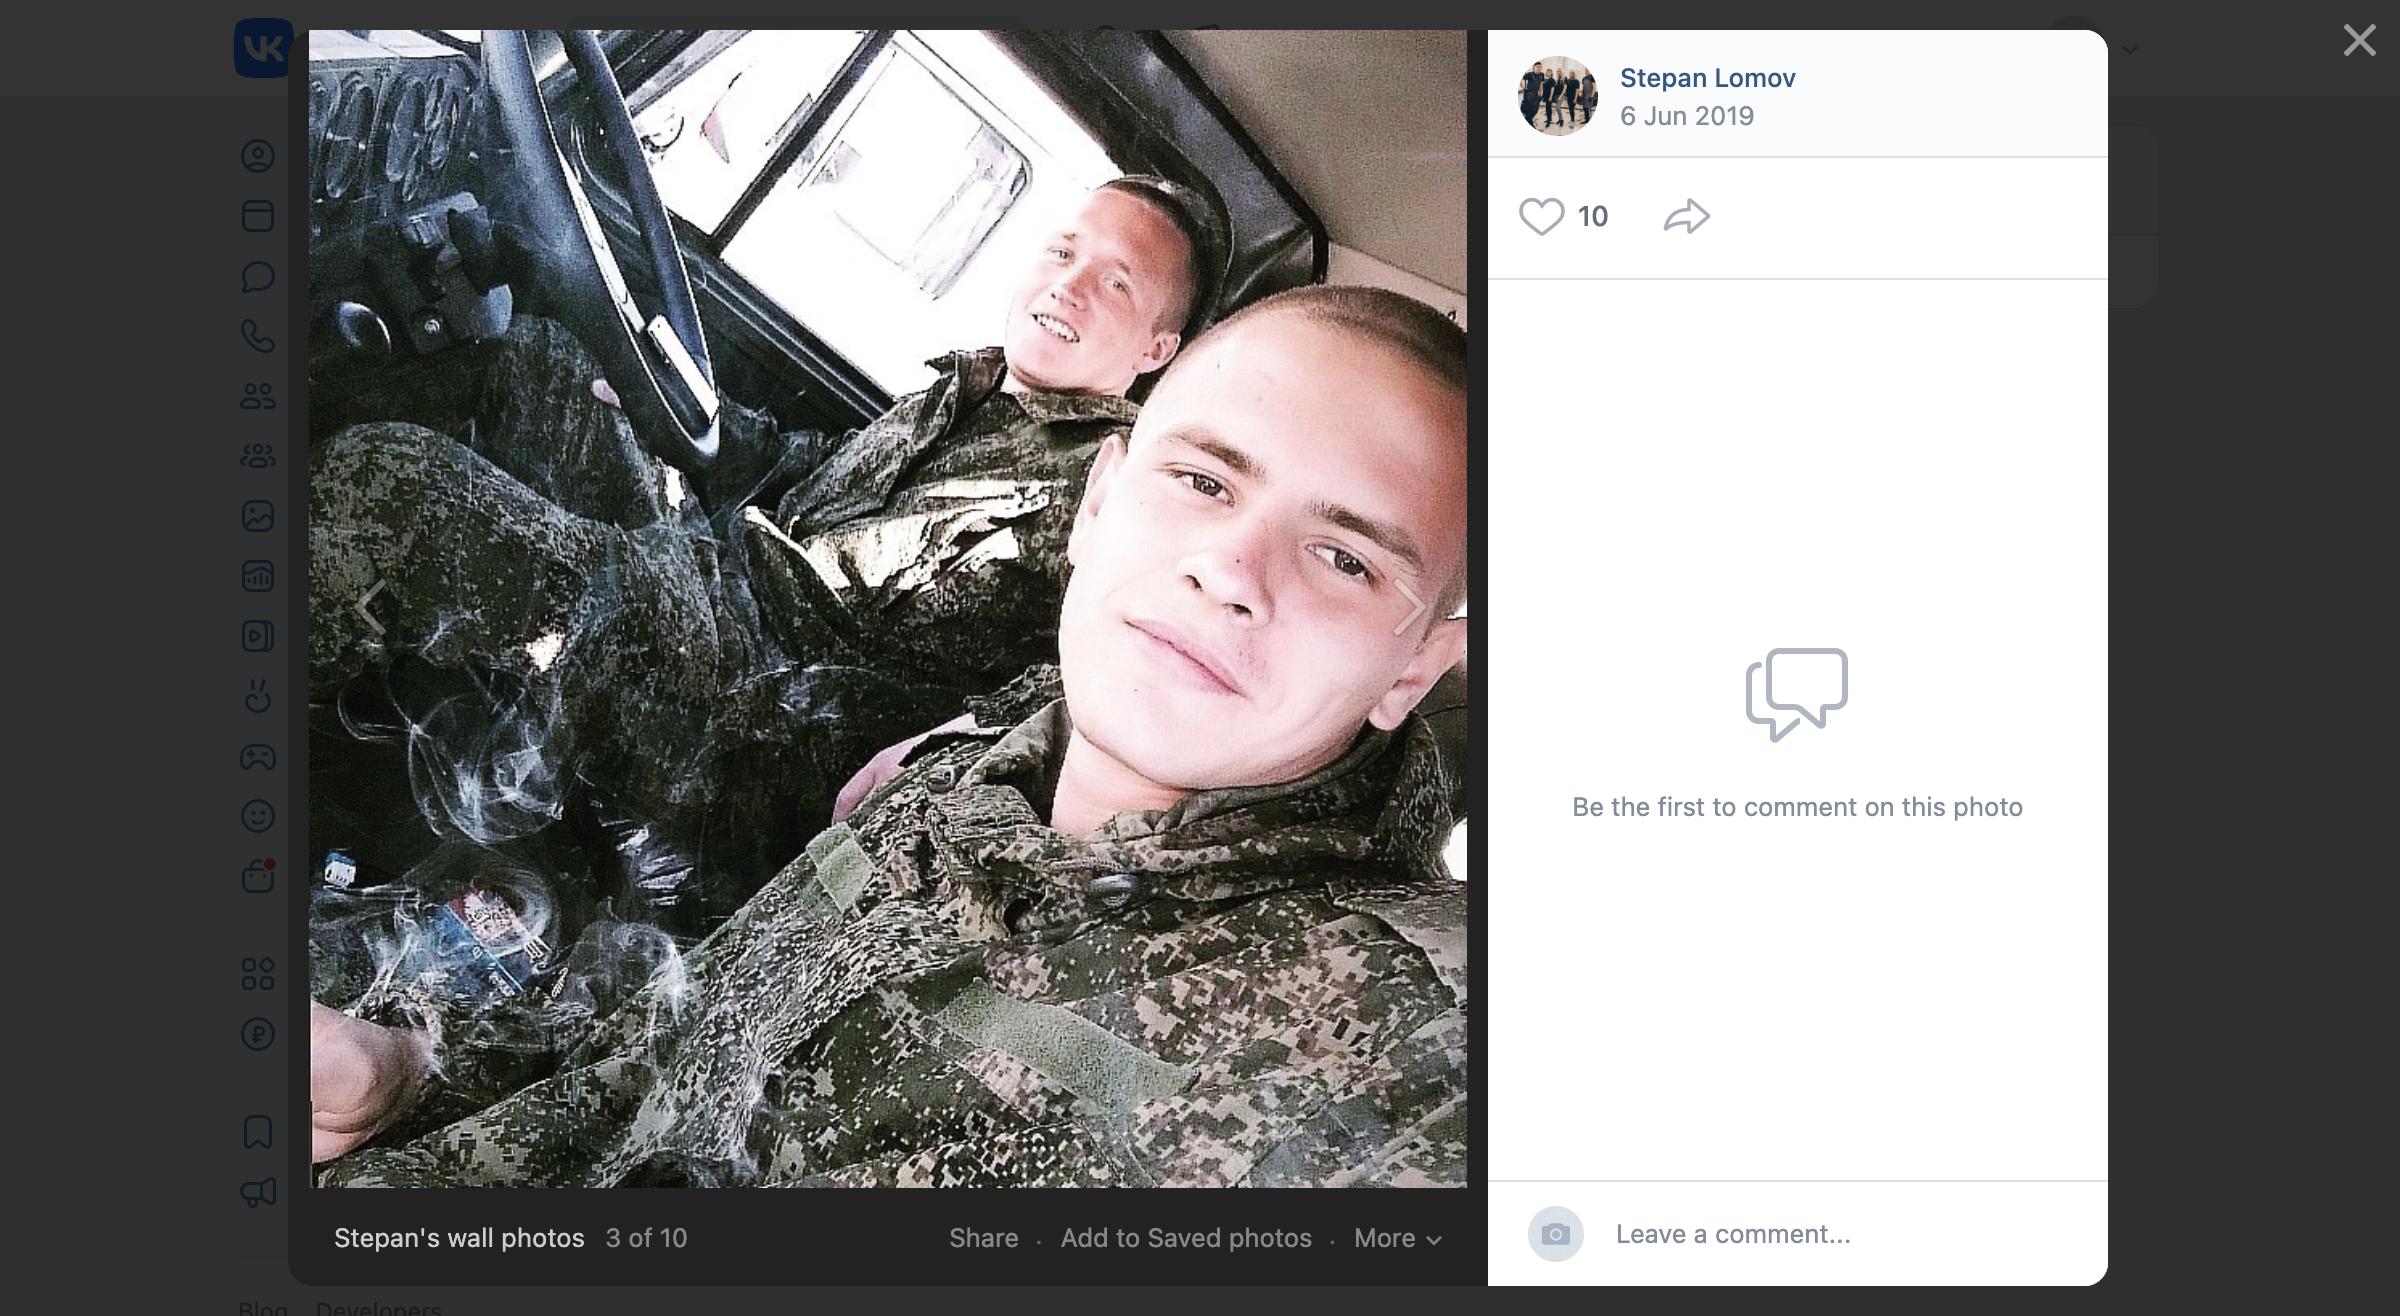 VK
Stepan Lomov
6 Jun 2019
10
Be the first to comment on this photo
Leave a comment...
Stepan's wall photos 3 of 10
Share · Add to Saved photos · More
Blog Developers